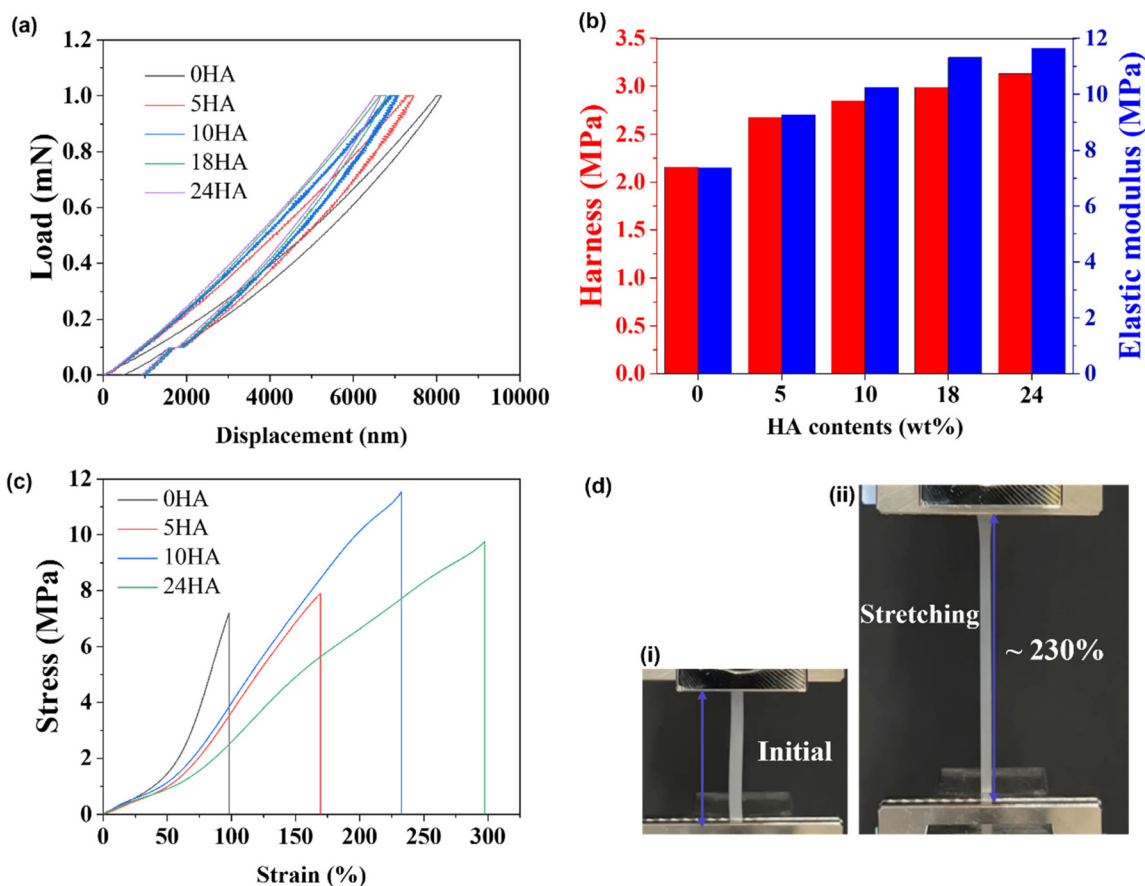 (a)
1.2
1.0
0.8
0.6
0.4
0.2
0.0
Load (mN)
0HA
5HA
10HA
18HA
24HA
0
2000
4000
6000
8000
10000
Displacement (nm)
(b)
3.5
3.0
2.5
2.0
1.5
1.0
0.5
0.0
Harness (MPa)
12
10
8
6
4
2
0
Elastic modulus (MPa)
0
5
10
18
24
HA contents (wt%)
(c)
12
10
8
6
4
2
0
Stress (MPa)
0HA
5HA
10HA
24HA
0
50
100
150
200
250
300
Strain (%)
(d)
(i)
Initial
(ii)
Stretching
~ 230%